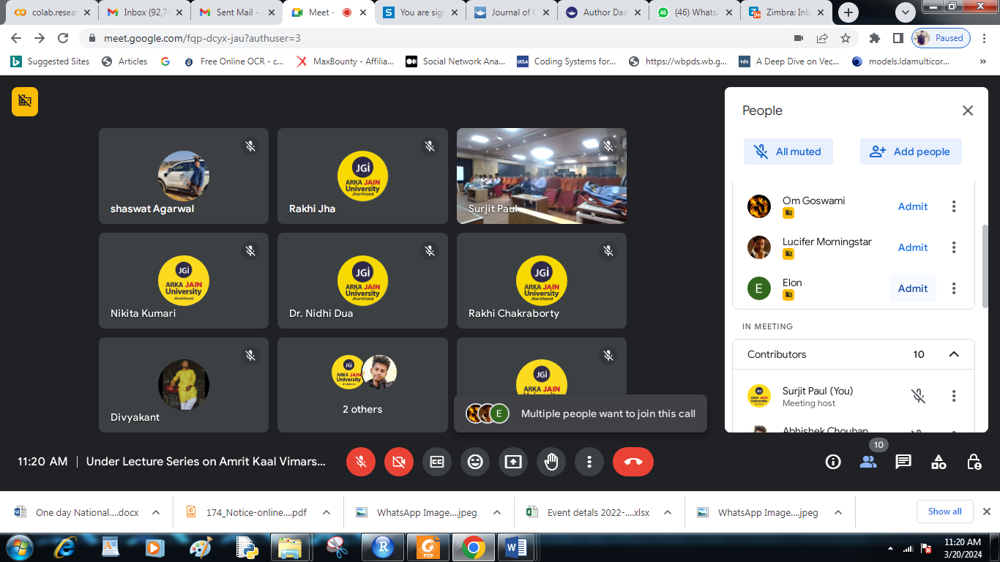 colab.resear
Inbox (92,74
Sent Mail -
Meet -
You are sign
Journal of C
Author Das
(46) WhatsA
Zimbra: Inb
meet.google.com/fqp-dcyx-jau?authuser=3
Paused
Suggested Sites
Articles
Free Online OCR - c...
MaxBounty - Affilia...
Social Network Ana...
UCLA
Coding Systems for...
https://wbpds.wb.g...
tds
A Deep Dive on Vec...
models.ldamulticor...
»
People
All muted
Add people
shaswat Agarwal
JGi
ARKA JAIN
University
Jharkhand
Rakhi Jha
Surjit Paul
Om Goswami
Admit
Lucifer Morningstar
Admit
E
Elon
Admit
JGi
ARKA JAIN
University
Jharkhand
Nikita Kumari
JGi
ARKA JAIN
University
Jharkhand
Dr. Nidhi Dua
JGi
ARKA JAIN
University
Jharkhand
Rakhi Chakraborty
IN MEETING
Contributors 10
Surjit Paul (You)
Meeting host
Abhishek Chouhan
Divyakant
JGi
ARKA JAIN
University
2 others
JGi
ARKA JAIN
E
Multiple people want to join this call
10
11:20 AM | Under Lecture Series on Amrit Kaal Vimars...
CC
One day National....docx
174_Notice-online....pdf
WhatsApp Image....jpeg
Event detals 2022-....xlsx
WhatsApp Image....jpeg
Show all
R
PDF
W
11:20 AM
3/20/2024